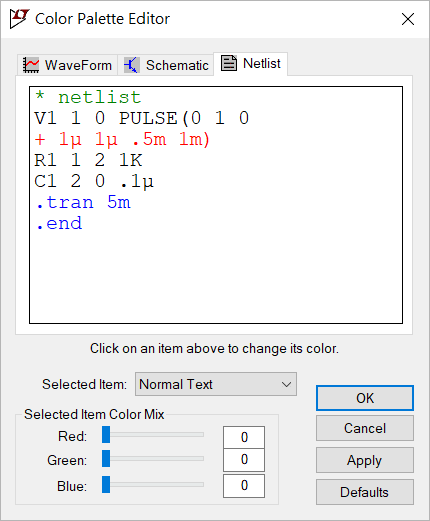 Color Palette Editor
WaveForm Schematic Netlist
* netlist
V1 1 0 PULSE(0 1 0
+ 1µ 1µ .5m 1m)
R1 1 2 1K
C1 2 0 .1µ
.tran 5m
.end
Click on an item above to change its color.
Selected Item: Normal Text
Selected Item Color Mix
Red: 0
Green: 0
Blue: 0
OK
Cancel
Apply
Defaults